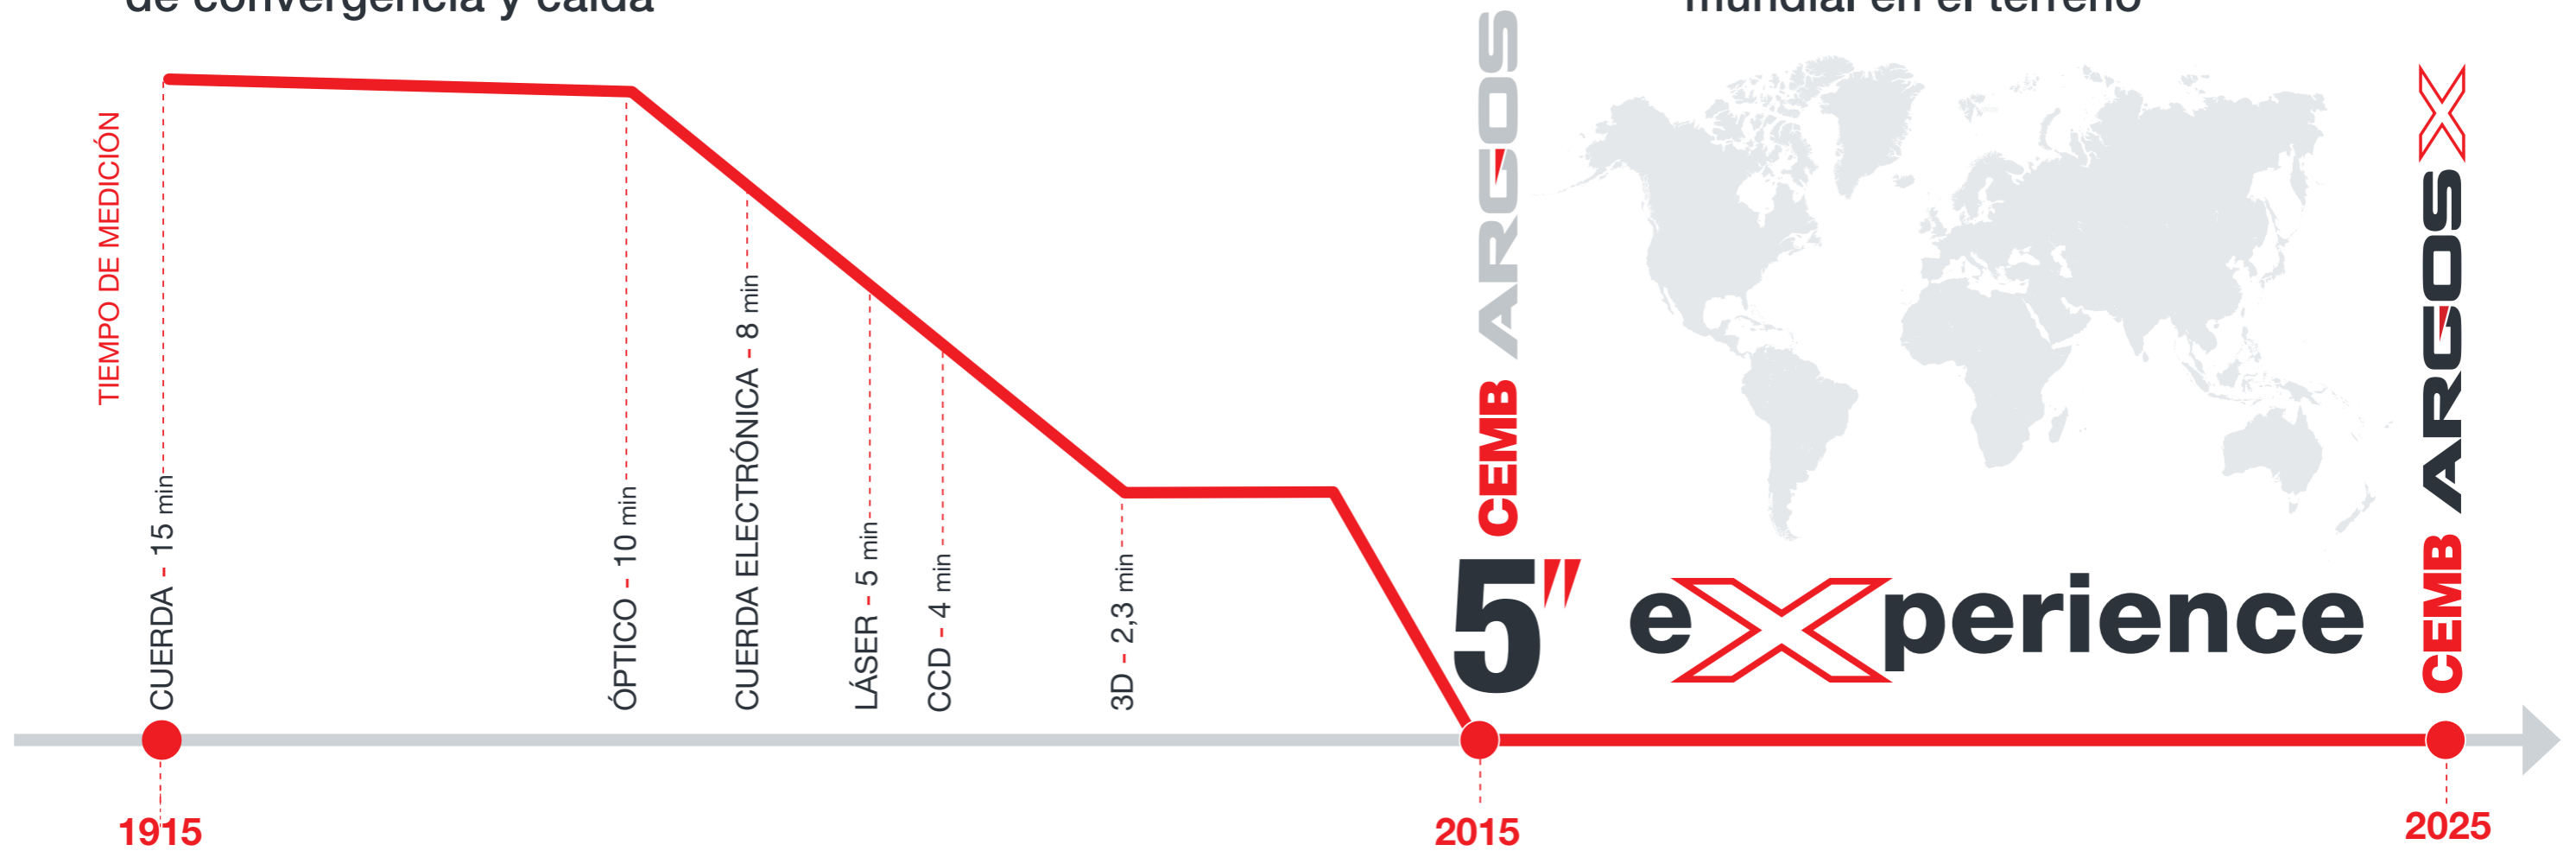 de convergencia y caída
mundial en el terreno
TIEMPO DE MEDICIÓN
CUERDA - 15 min
ÓPTICO - 10 min
CUERDA ELECTRÓNICA - 8 min
LÁSER - 5 min
CCD - 4 min
3D - 2,3 min
CEMB ARGOS
5"
eXperience
CEMB ARGOS X
1915
2015
2025